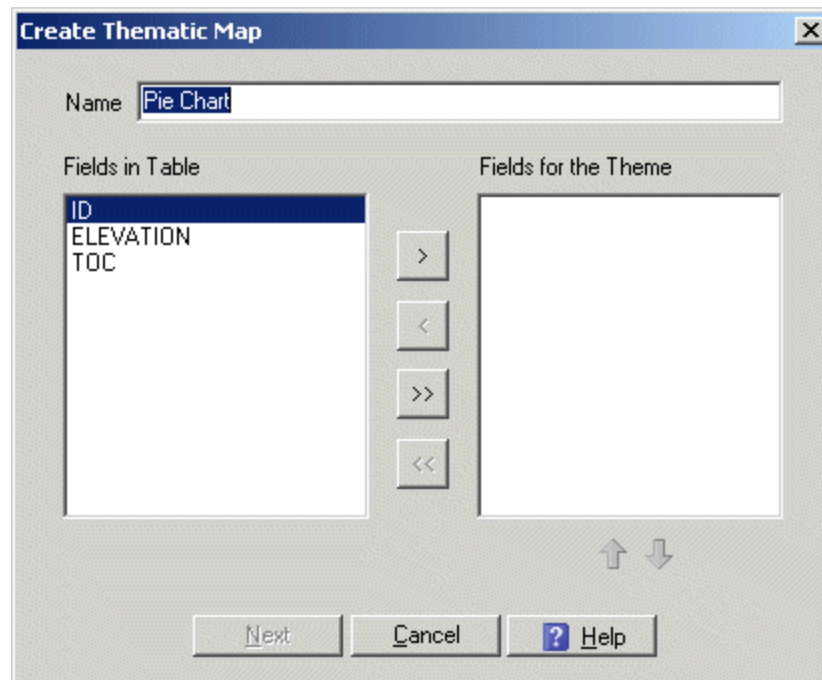 Create Thematic Map
Name Pie Chart
Fields in Table
Fields for the Theme
ID
ELEVATION
TOC
>
<
>>
<<
Next Cancel ? Help